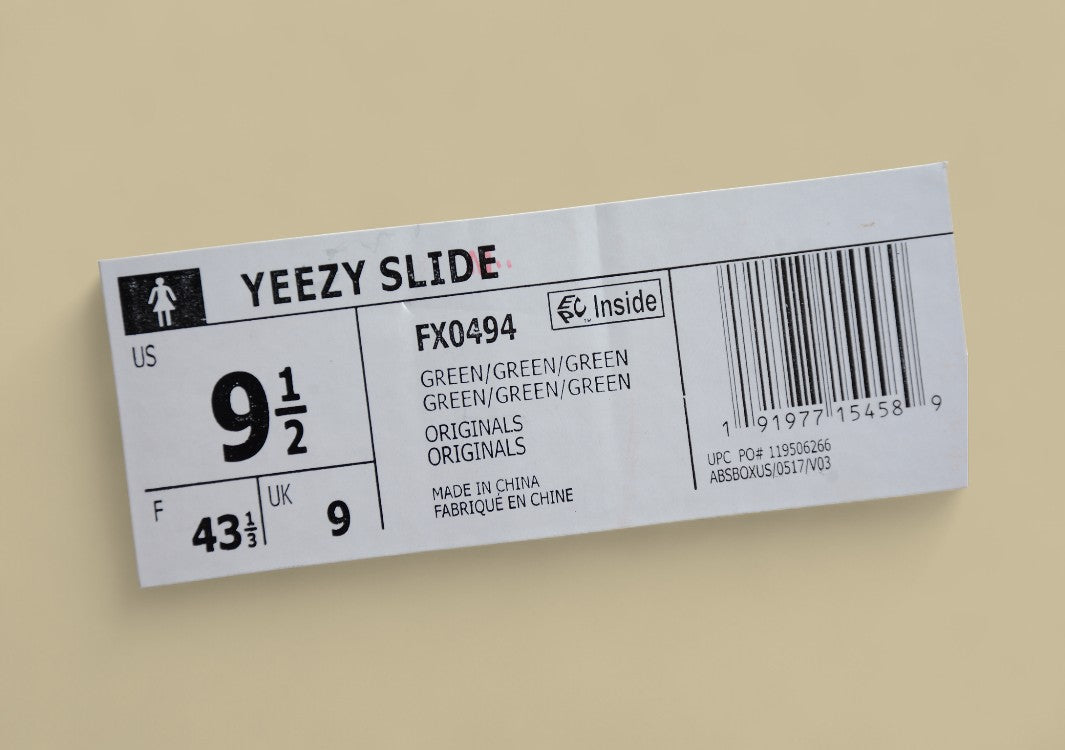 YEEZY SLIDE
US
9 1/2
F
43 1/3
UK
9
FX0494
EPC™ Inside
GREEN/GREEN/GREEN
GREEN/GREEN/GREEN
ORIGINALS
ORIGINALS
MADE IN CHINA
FABRIQUÉ EN CHINE
1 91977 15458 9
UPC PO# 119506266
ABSBOXUS/0517/V03